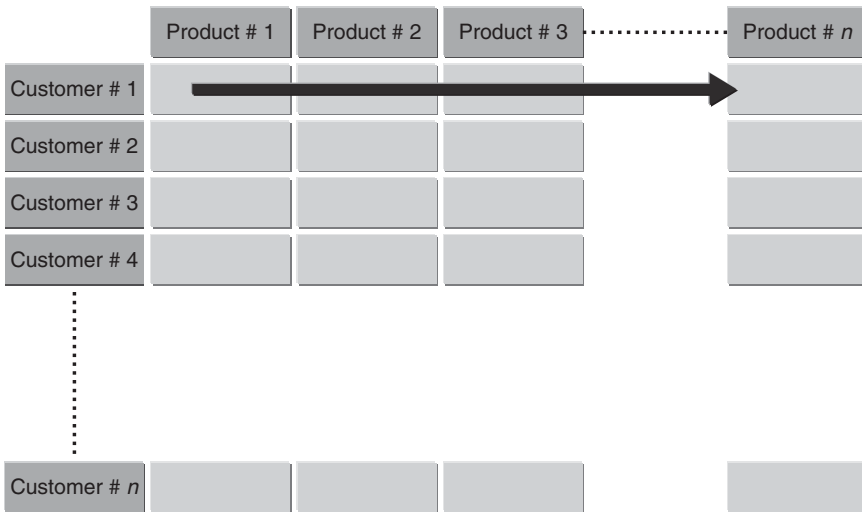 Product # 1 Product # 2 Product # 3 Product # n
Customer # 1
Customer # 2
Customer # 3
Customer # 4
Customer # n